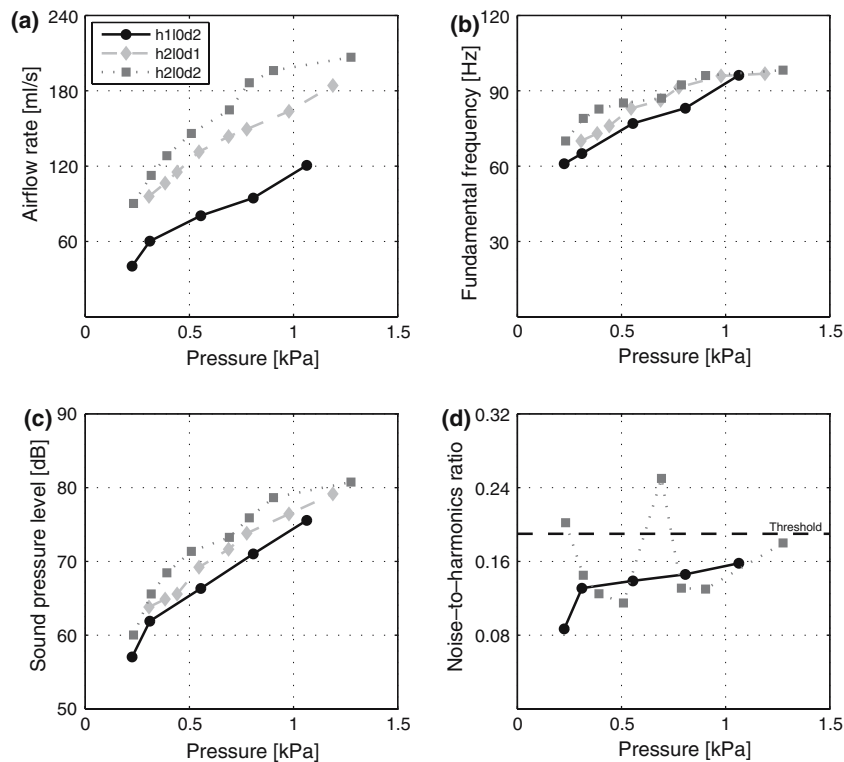 (a)
240
180
120
60
0
0.5
1
1.5
Airflow rate [ml/s]
Pressure [kPa]
h1l0d2
h2l0d1
h2l0d2
(b)
120
90
60
30
0
0.5
1
1.5
Fundamental frequency [Hz]
Pressure [kPa]
(c)
90
80
70
60
50
0
0.5
1
1.5
Sound pressure level [dB]
Pressure [kPa]
(d)
0.32
0.24
0.16
0.08
0
0.5
1
1.5
Noise-to-harmonics ratio
Threshold
Pressure [kPa]